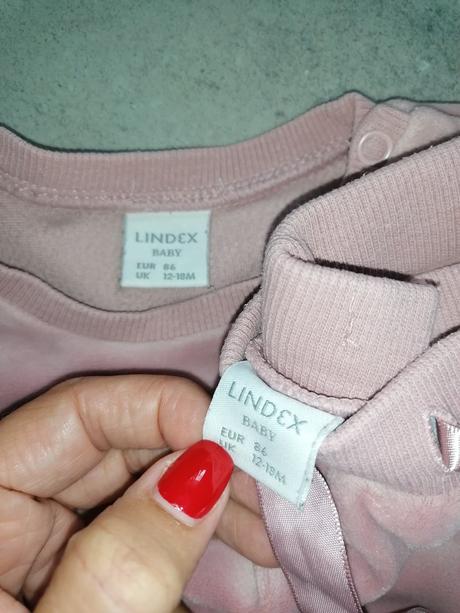 LINDEX
BABY
EUR 86
UK 12-18M
LINDEX
BABY
EUR 86
UK 12-18M